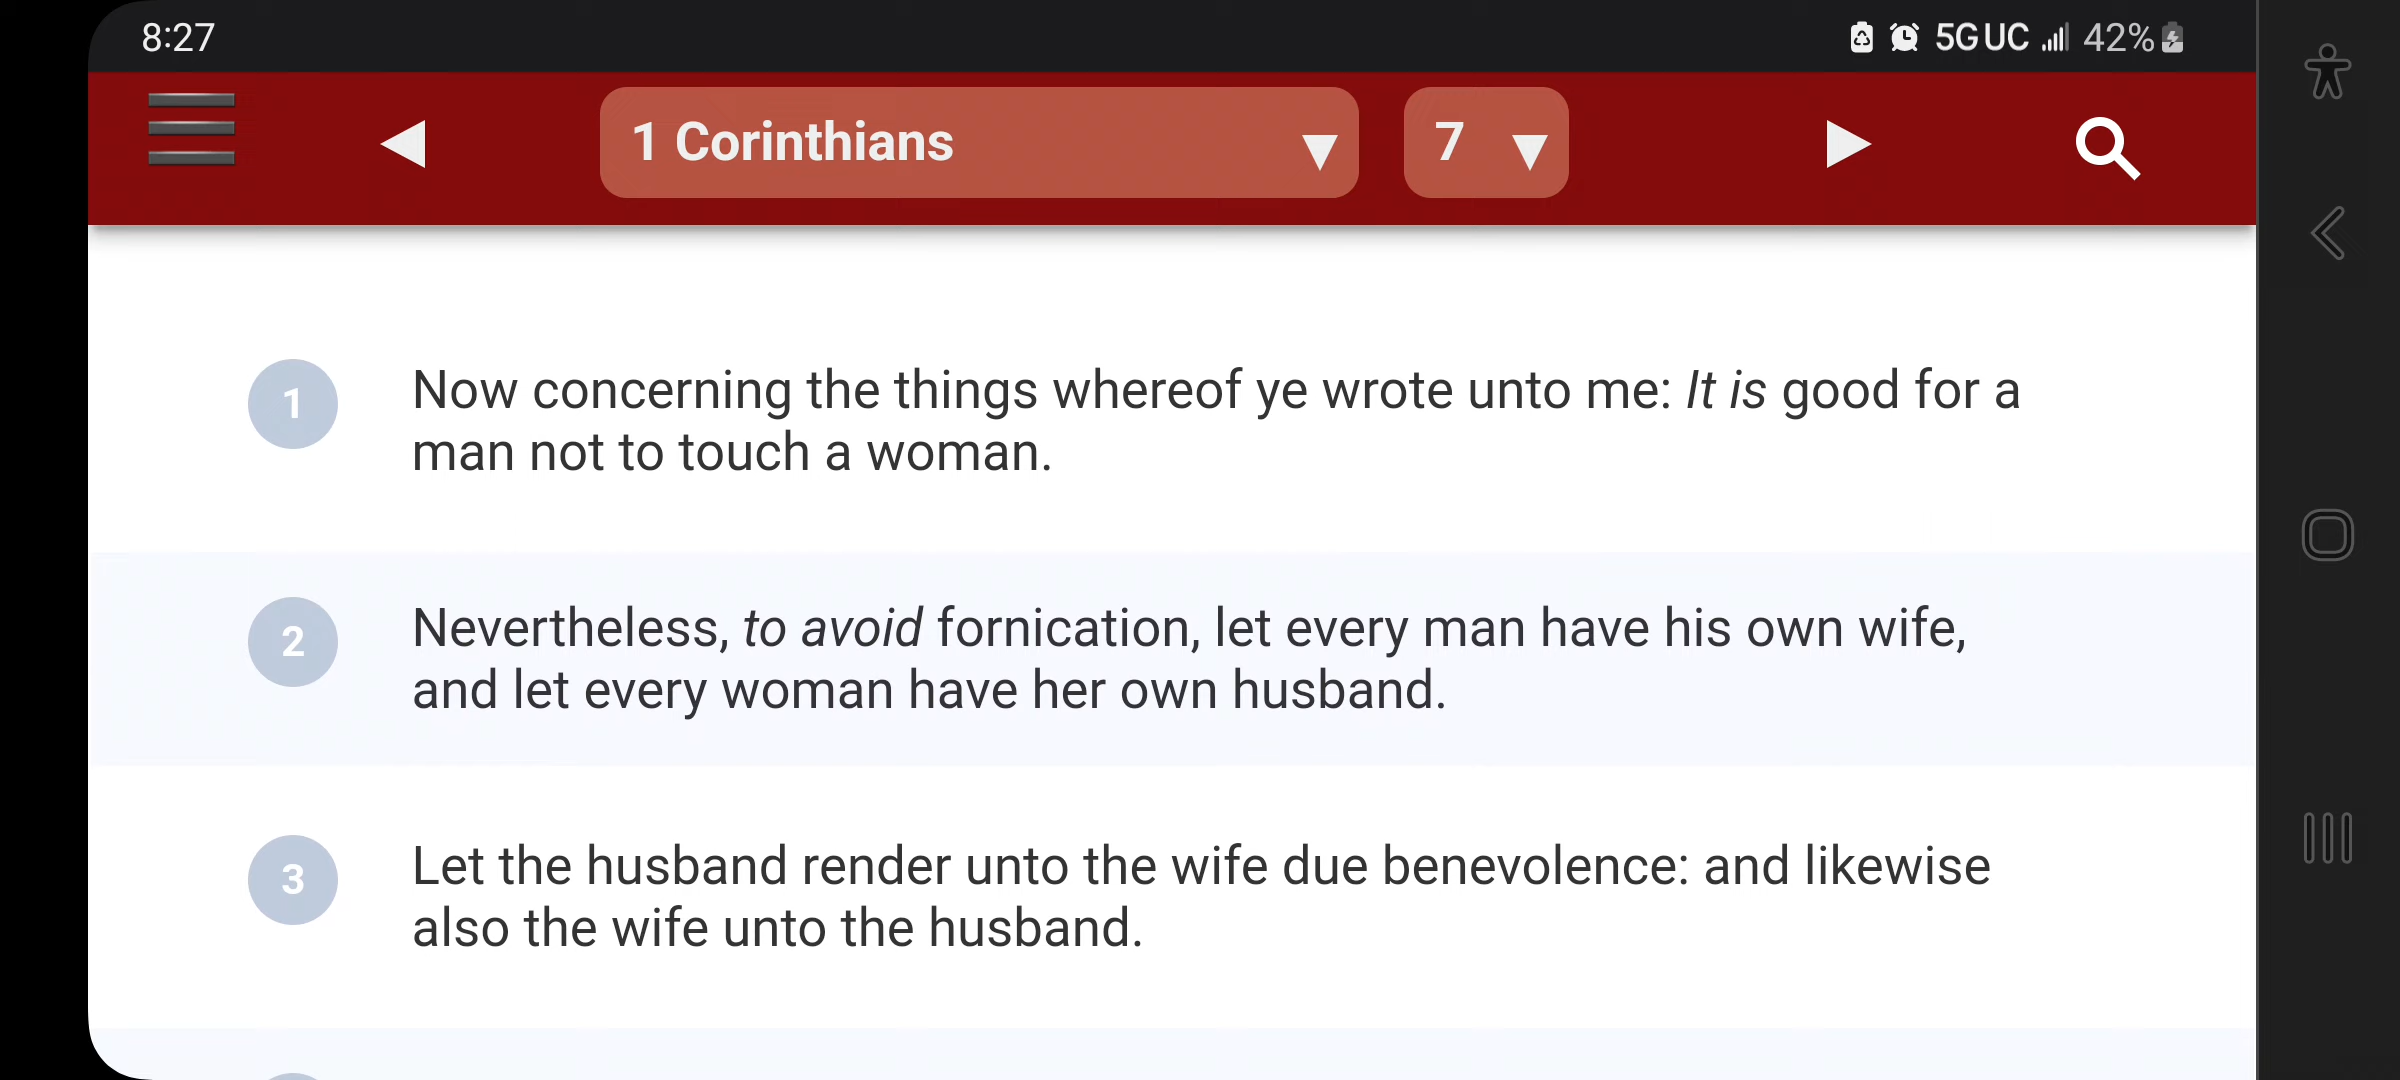 8:27
5G UC 42%
1 Corinthians 7
1 Now concerning the things whereof ye wrote unto me: It is good for a
man not to touch a woman.
2 Nevertheless, to avoid fornication, let every man have his own wife,
and let every woman have her own husband.
3 Let the husband render unto the wife due benevolence: and likewise
also the wife unto the husband.